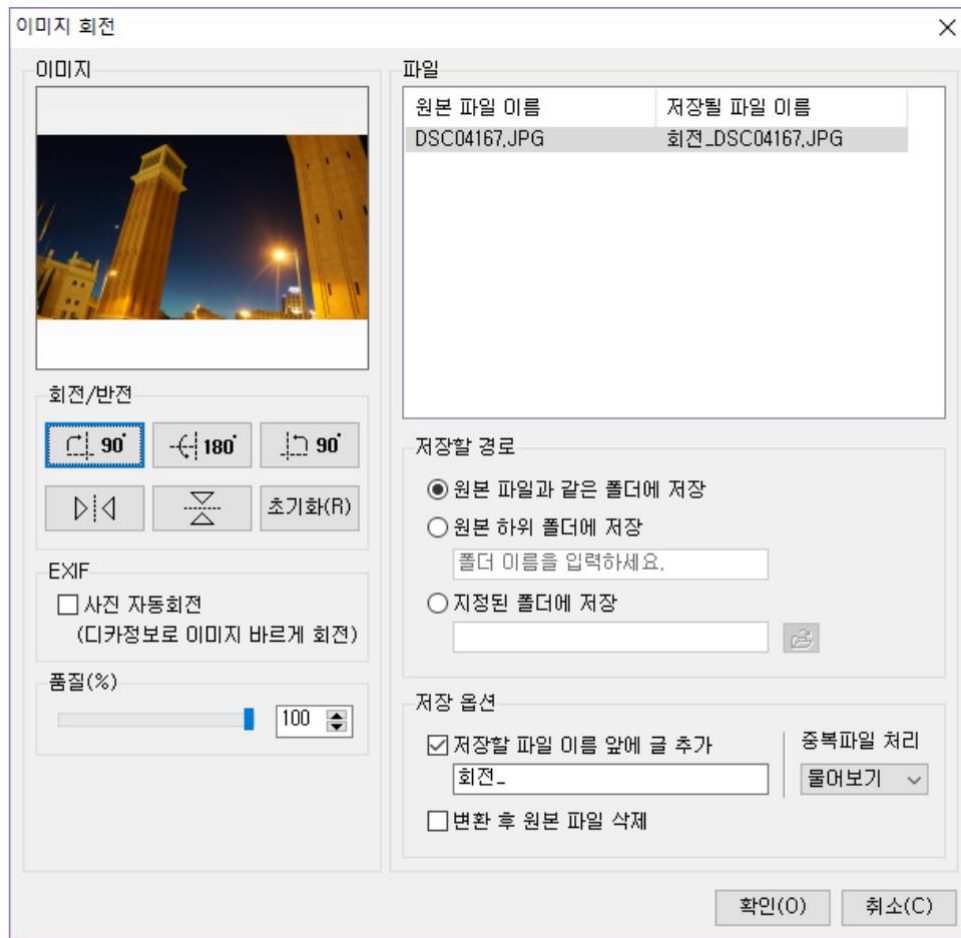 이미지 회전
이미지
회전/반전
90°
180°
90°
초기화(R)
EXIF
사진 자동회전
(디카정보로 이미지 바르게 회전)
품질(%)
100
파일
원본 파일 이름 저장될 파일 이름
DSC04167.JPG 회전_DSC04167.JPG
저장할 경로
원본 파일과 같은 폴더에 저장
원본 하위 폴더에 저장
폴더 이름을 입력하세요.
지정된 폴더에 저장
저장 옵션
저장할 파일 이름 앞에 글 추가
회전_
변환 후 원본 파일 삭제
중복파일 처리
물어보기
확인(O) 취소(C)